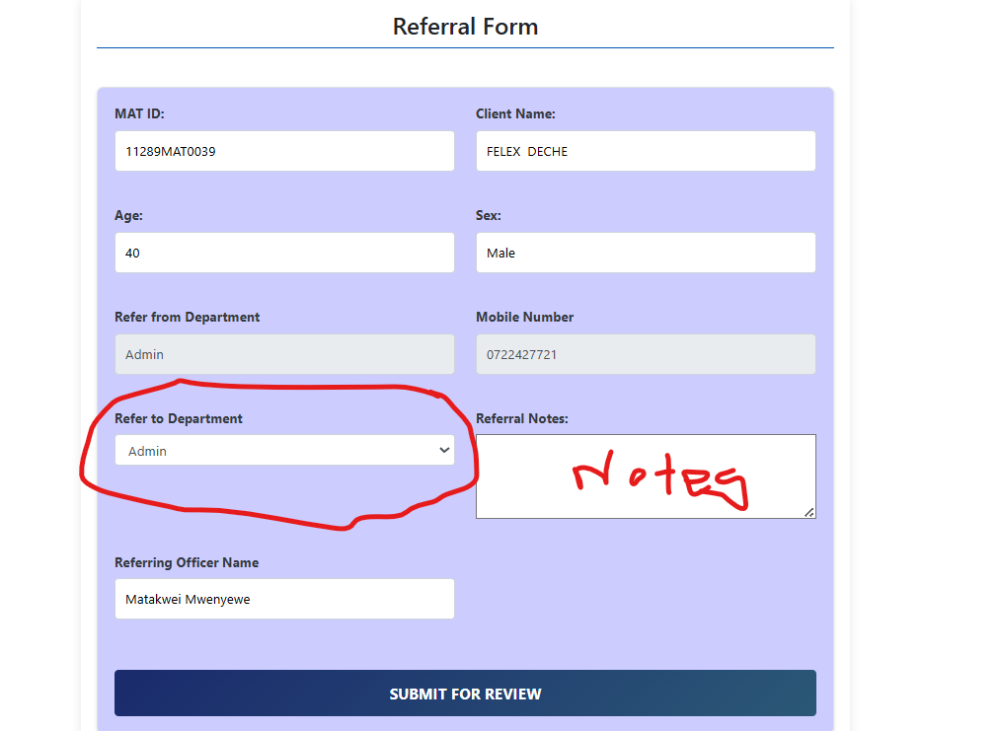 Referral Form
MAT ID:
Client Name:
11289MAT0039
FELEX DECHE
Age:
Sex:
40
Male
Refer from Department
Mobile Number
Admin
0722427721
Refer to Department
Referral Notes:
Admin
Notes
Referring Officer Name
Matakwei Mwenyewe
SUBMIT FOR REVIEW